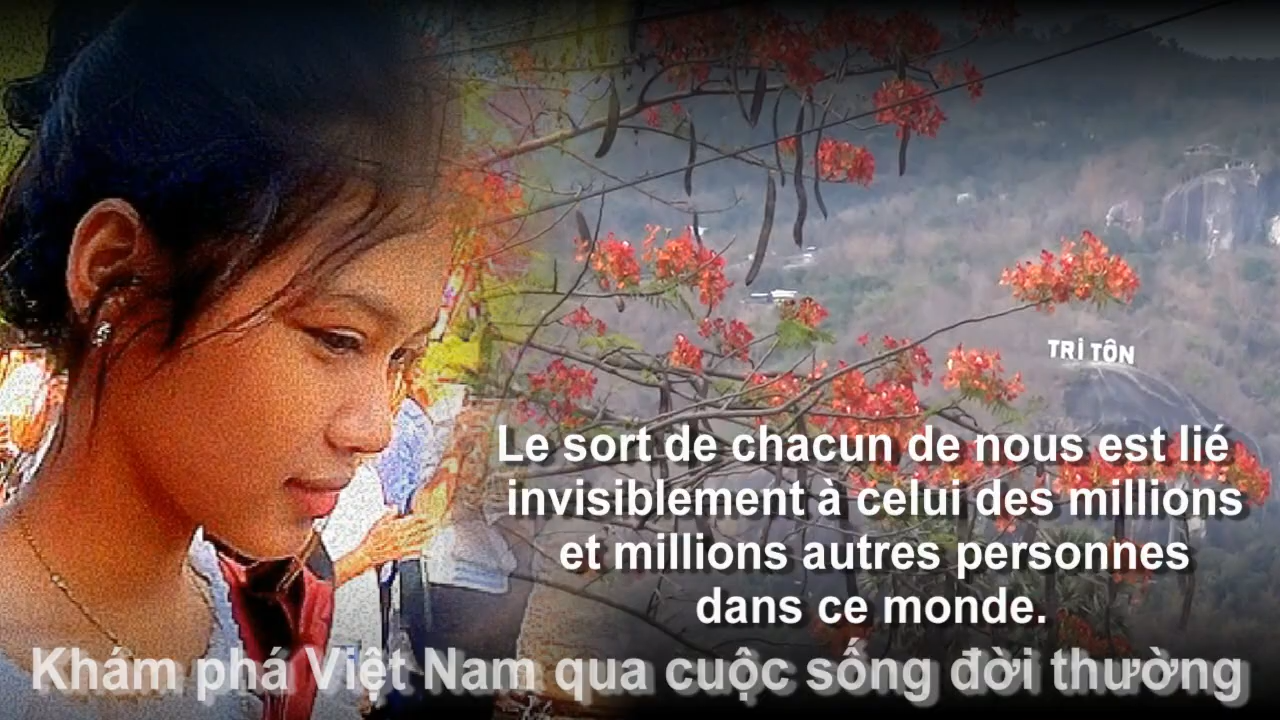 TRI TÔN
Le sort de chacun de nous est lié
invisiblement à celui des millions
et millions autres personnes
dans ce monde.
Khám phá Việt Nam qua cuộc sống đời thường